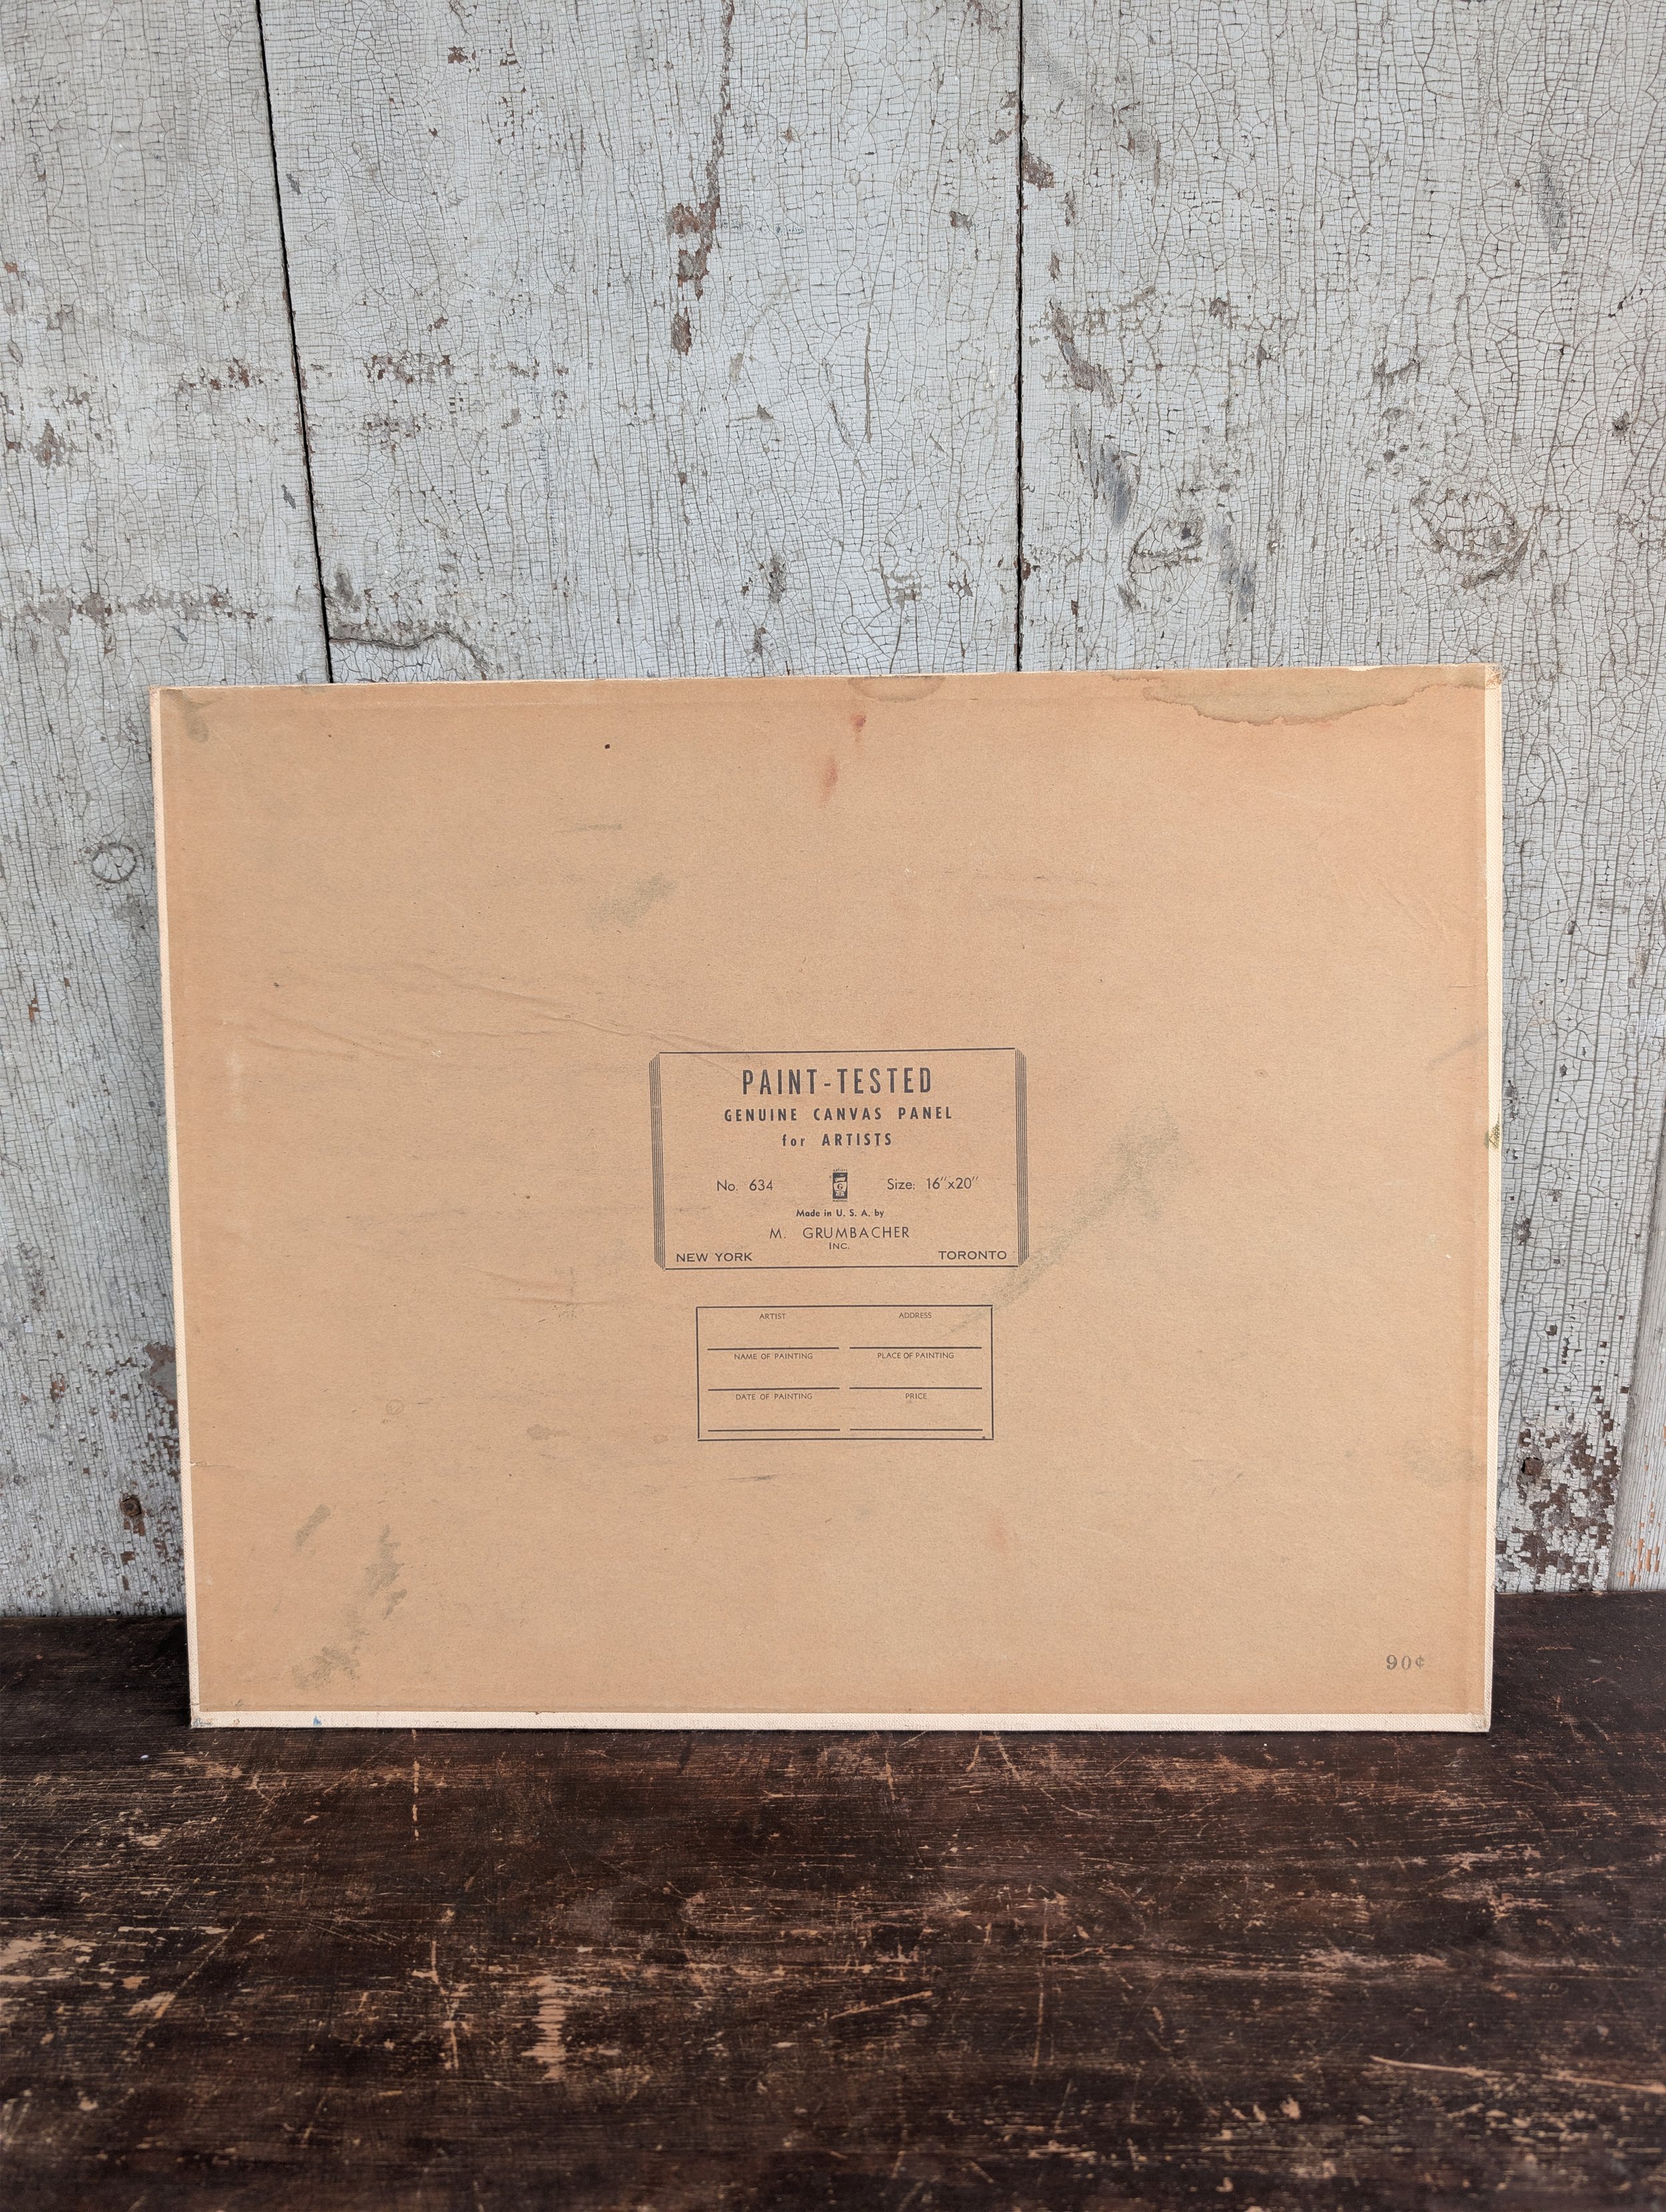 PAINT-TESTED
GENUINE CANVAS PANEL
for ARTISTS
No. 634 Size: 16"x20"
Made in U. S. A. by
M. GRUMBACHER
INC.
NEW YORK TORONTO
ARTIST ADDRESS
NAME OF PAINTING PLACE OF PAINTING
DATE OF PAINTING PRICE
90¢